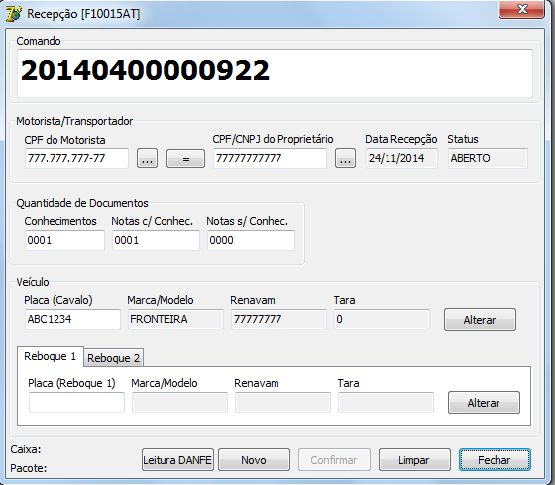 Recepção [F10015AT]
Comando
20140400000922
Motorista/Transportador
CPF do Motorista CPF/CNPJ do Proprietário Data Recepção Status
777.777.777-77 ... = 77777777777 ... 24/11/2014 ABERTO
Quantidade de Documentos
Conhecimentos Notas c/ Conhec. Notas s/ Conhec.
0001 0001 0000
Veículo
Placa (Cavalo) Marca/Modelo Renavam Tara
ABC1234 FRONTEIRA 77777777 0 Alterar
Reboque 1 Reboque 2
Placa (Reboque 1) Marca/Modelo Renavam Tara
Alterar
Caixa:
Pacote:
Leitura DANFE Novo Confirmar Limpar Fechar